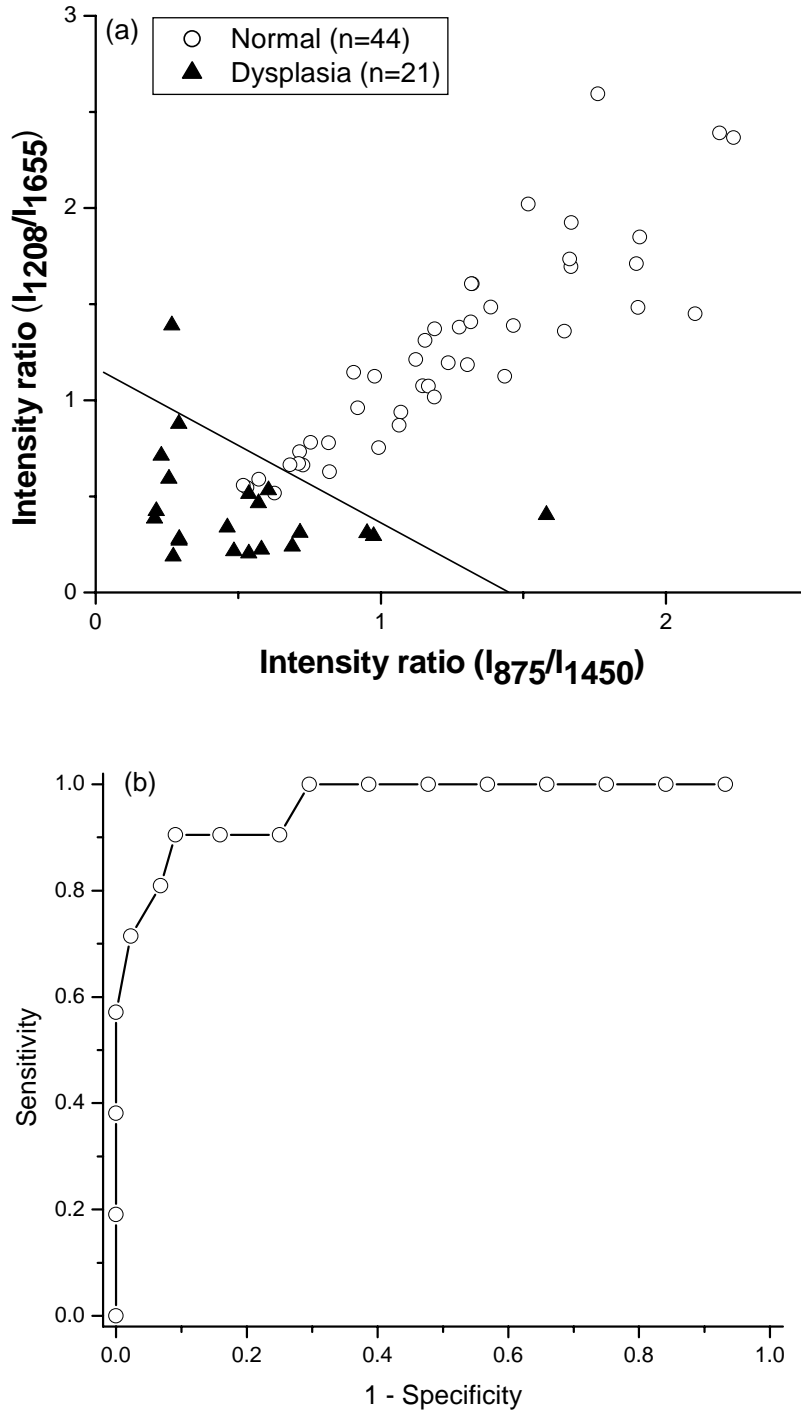 (a)
Normal (n=44)
Dysplasia (n=21)
3
2
1
0
Intensity ratio (I1208/I1655)
0
1
2
Intensity ratio (I875/I1450)
(b)
1.0
0.8
0.6
0.4
0.2
0.0
Sensitivity
0.0
0.2
0.4
0.6
0.8
1.0
1 - Specificity